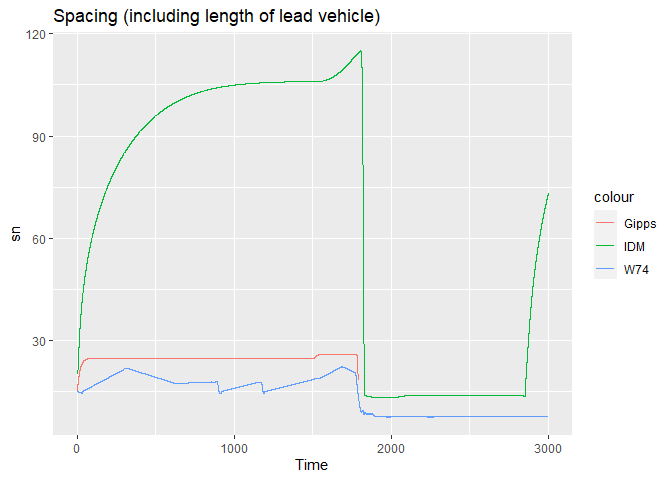 Spacing (including length of lead vehicle)
120
90
60
30
sn
0
1000
2000
3000
Time
colour
Gipps
IDM
W74